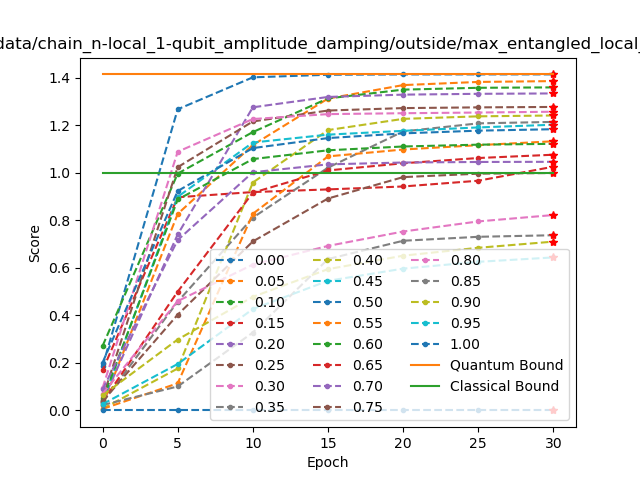 data/chain_n-local_1-qubit_amplitude_damping/outside/max_entangled_local_
Score
1.4
1.2
1.0
0.8
0.6
0.4
0.2
0.0
0.00 0.40 0.80
0.05 0.45 0.85
0.10 0.50 0.90
0.15 0.55 0.95
0.20 0.60 1.00
0.25 0.65 Quantum Bound
0.30 0.70 Classical Bound
0.35 0.75
0 5 10 15 20 25 30
Epoch